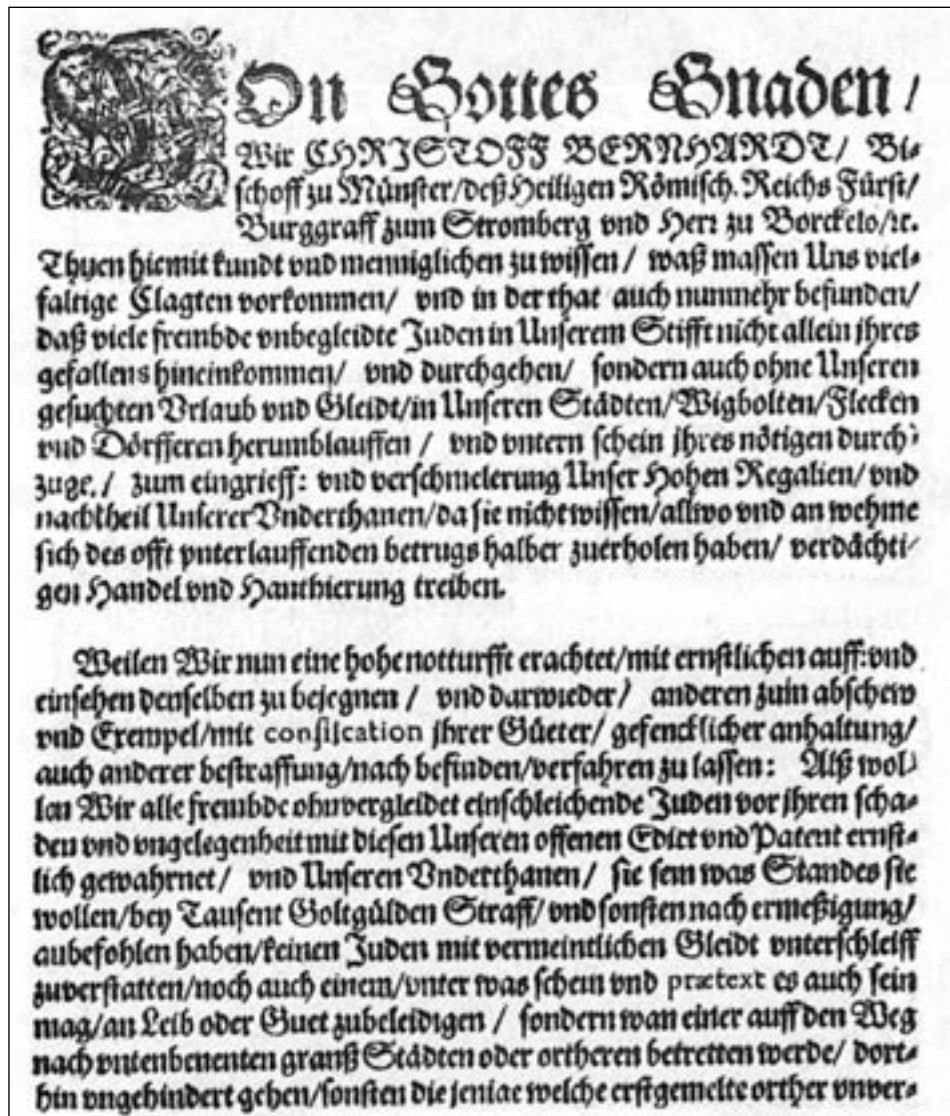 VOn Gottes Gnaden /
Wir CHRISTOFF BERNHARDT / Bi-
schoff zu Münster/deß Heiligen Römisch. Reichs Fürst/
Burggraff zum Stromberg vnd Herr zu Borckelo/ꝛc.
Thuen hiemit kundt vnd menniglichen zu wissen / waß massen Uns viel-
faltige Clagten vorkommen/ vnd in der that auch nunmehr befunden/
daß viele frembde vnbegleidte Juden in Unserem Stifft nicht allein jhres
gefallens hineinkommen/ vnd durchgehen/ sondern auch ohne Unseren
gesuchten Vrlaub vnd Gleidt/in Unseren Städten/Wigbolten/Flecken
vnd Dörfferen herumblauffen / vnd vntern schein jhres nötigen durch-
zugs / zum eingrieff: vnd verschmelerung Unser Hohen Regalien/ vnd
nachtheil Unserer Vnderthanen/da sie nicht wissen/allwo vnd an wehme
sich des offt vnterlauffenden betrugs halber zuerholen haben/ verdächti-
gen Handel vnd Hanthierung treiben.
Weilen Wir nun eine hohe notturfft erachtet/mit ernstlichen auff: vnd
einsehen denselben zu bejegnen / vnd darwieder/ anderen zum abschew
vnd Exempel/mit confiscation jhrer Güeter/ gefencklicher anhaltung/
auch anderer bestraffung/nach befinden/verfahren zu lassen: Alß wol-
len Wir alle frembde ohnvergleidet einschleichende Juden vor jhren scha-
den vnd vngelegenheit mit diesen Unseren offenen Edict vnd Patent ernst-
lich gewahrnet/ vnd Unseren Vnderthanen/ sie sein was Standes sie
wollen/bey Tausent Goltgülden Straff/ vnd sonsten nach ermeßigung/
anbefohlen haben/keinen Juden mit vermeintlichen Gleidt vnterschleiff
zuverstatten/noch auch einem/vnter was schein vnd prætext es auch sein
mag/an Leib oder Guet zubeleidigen / sondern wan einer auff den Weg
nach vntenbenenten grantz Städten oder ortheren betretten werde/ dort-
hin vngehindert gehen/sonsten die jenige welche erstgemelte orther vnver-